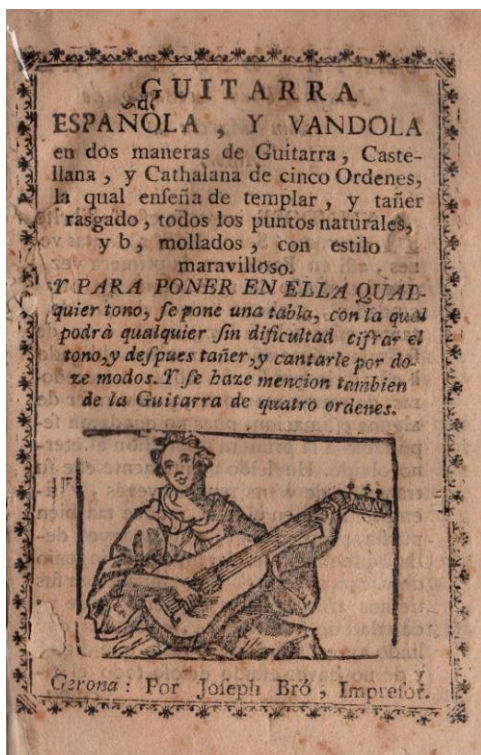 GUITARRA
de
ESPAÑOLA, Y VANDOLA
en dos maneras de Guitarra, Caste-
llana, y Cathalana de cinco Ordenes,
la qual enſeña de templar, y tañer
raſgado, todos los puntos naturales,
y b, mollados, con eſtilo
maravilloso.
Y PARA PONER EN ELLA QUAL-
quier tono, ſe pone una tabla, con la qual
podrà qualquier ſin dificultad cifrar el
tono, y deſpues tañer, y cantarle por do-
ze modos. Y ſe haze mencion tambien
de la Guitarra de quatro ordenes.
Gerona: Por Joſeph Bró, Impreſor.